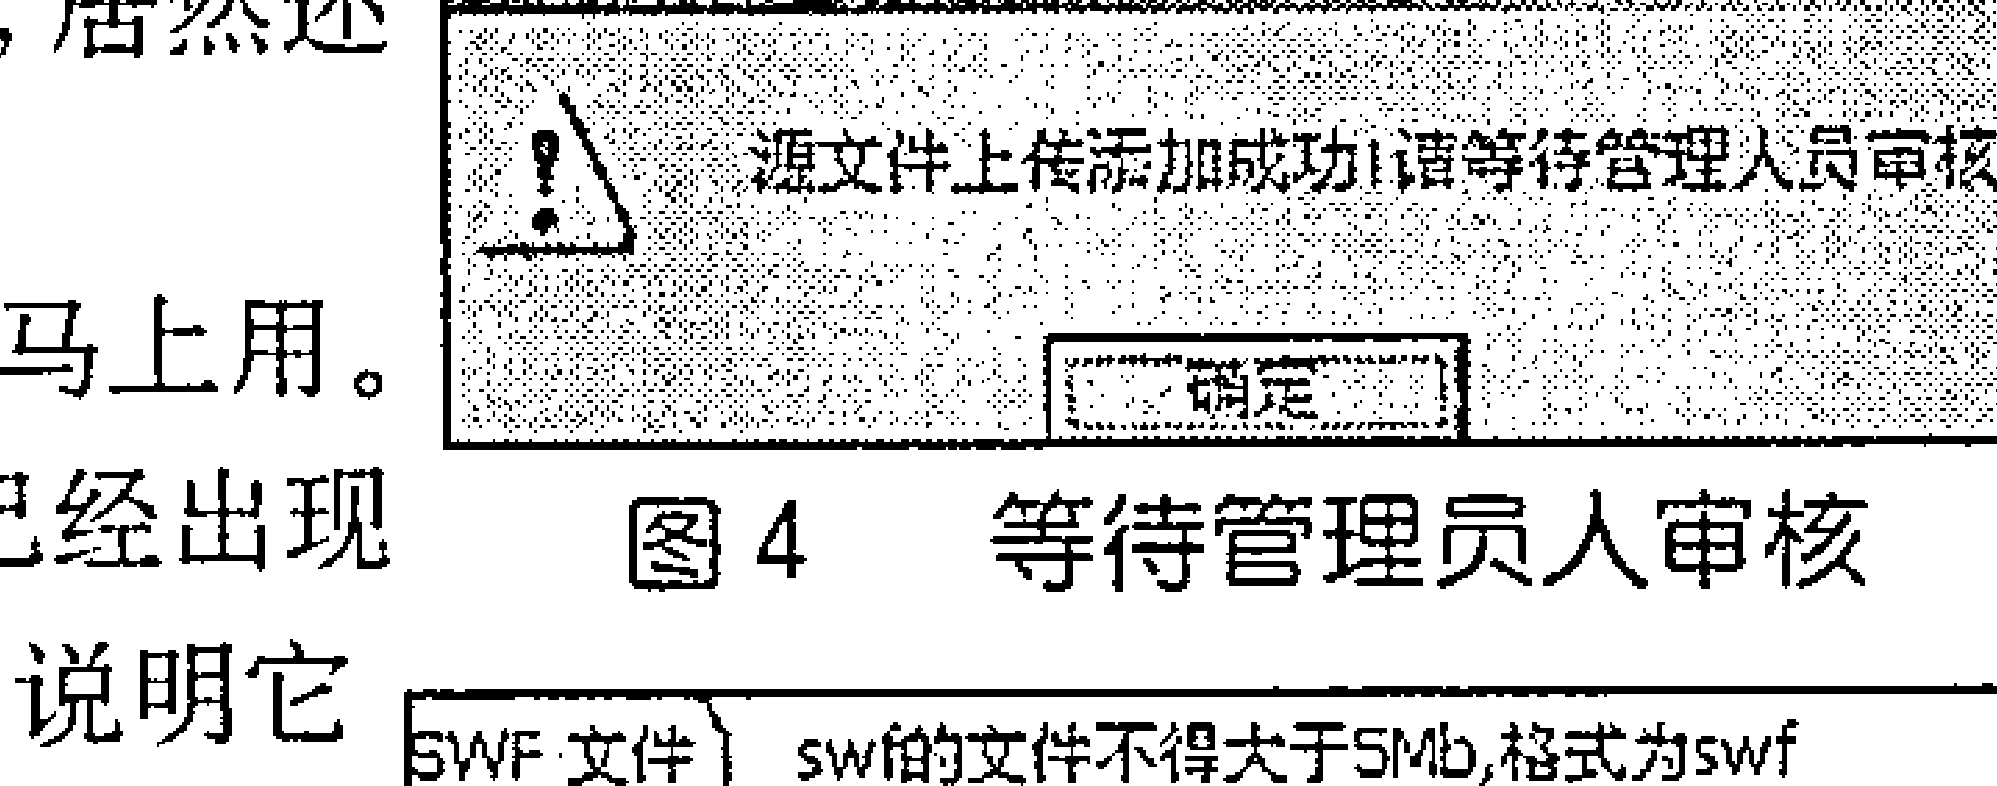 ，居然还
马上用。
已经出现
说明它
源文件上传添加成功!请等待管理人员审核
确定
图4 等待管理员人审核
SWF 文件 swf的文件不得大于5Mb,格式为swf